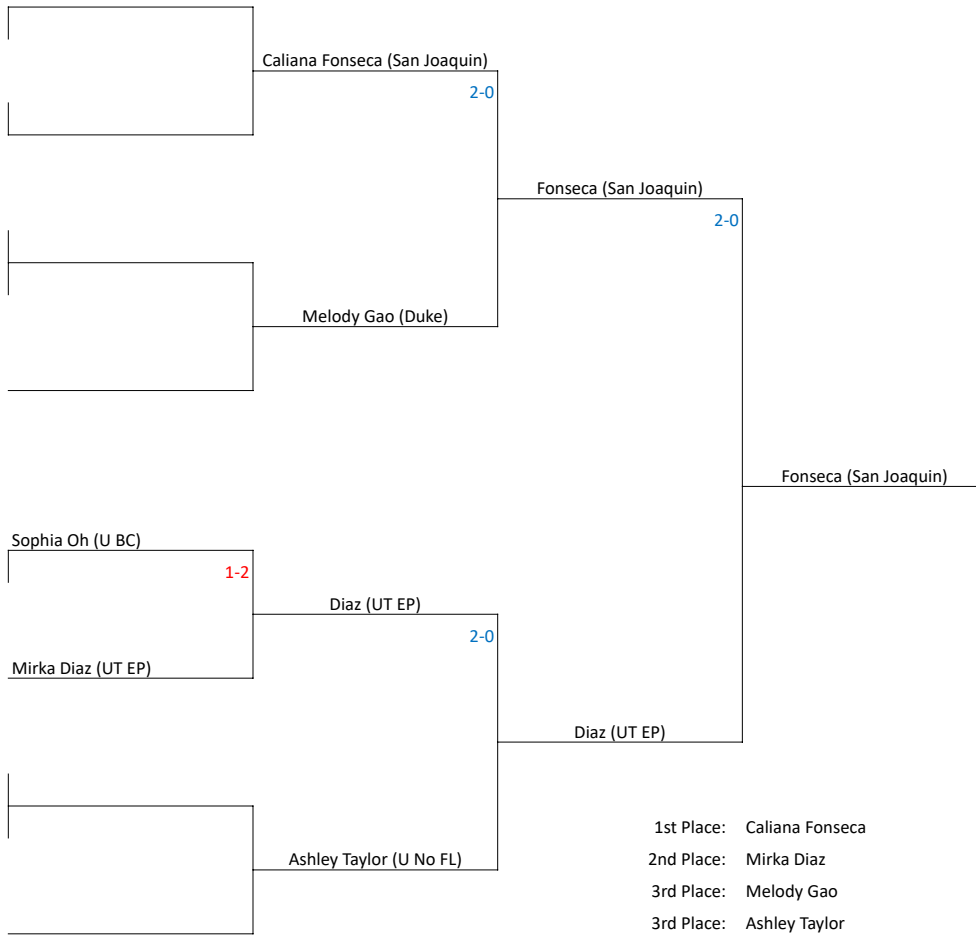 Caliana Fonseca (San Joaquin)
2-0
Fonseca (San Joaquin)
2-0
Melody Gao (Duke)
Fonseca (San Joaquin)
Sophia Oh (U BC)
1-2
Diaz (UT EP)
2-0
Mirka Diaz (UT EP)
Diaz (UT EP)
Ashley Taylor (U No FL)
1st Place: Caliana Fonseca
2nd Place: Mirka Diaz
3rd Place: Melody Gao
3rd Place: Ashley Taylor